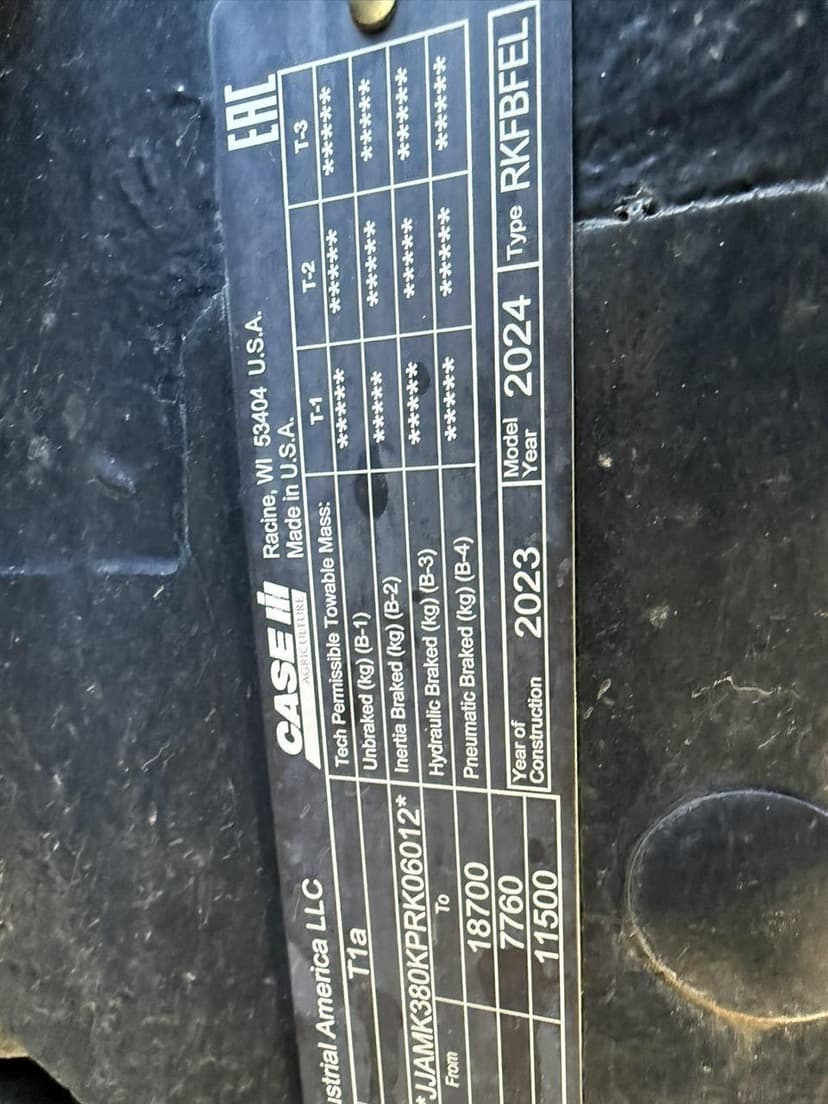 ustrial America LLC
CASE IH
AGRICULTURE
Racine, WI 53404 U.S.A.
Made in U.S.A.
EAC
T1a
*JJAMK380KPRK06012*
From To
18700
7760
11500
Tech Permissible Towable Mass: T-1 T-2 T-3
Unbraked (kg) (B-1) ***** ***** *****
Inertia Braked (kg) (B-2) ***** ***** *****
Hydraulic Braked (kg) (B-3) ***** ***** *****
Pneumatic Braked (kg) (B-4) ***** ***** *****
Year of Construction 2023 Model Year 2024 Type RKFBFEL